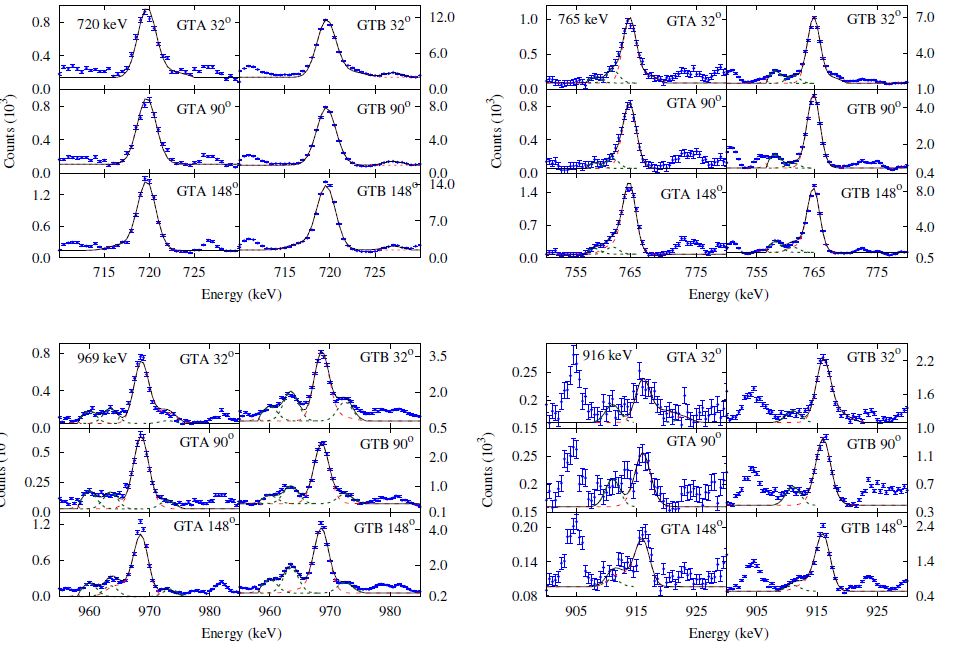 720 keV GTA 32° GTB 32°
0.8 0.4 0.0 12.0 6.0 0.0
GTA 90° GTB 90°
0.8 0.4 0.0 8.0 4.0 0.0
GTA 148° GTB 148°
1.2 0.6 0.0 14.0 7.0 0.0
Counts (10³)
715 720 725 715 720 725
Energy (keV)
765 keV GTA 32° GTB 32°
1.0 0.5 0.0 7.0 4.0 1.0
GTA 90° GTB 90°
0.8 0.4 0.0 4.0 2.0 0.4
GTA 148° GTB 148°
1.4 0.7 0.0 8.0 4.0 0.5
Counts (10³)
755 765 775 755 765 775
Energy (keV)
969 keV GTA 32° GTB 32°
0.8 0.4 0.0 3.5 2.0 0.5
GTA 90° GTB 90°
0.5 0.25 0.0 2.0 1.0 0.1
GTA 148° GTB 148°
1.2 0.6 0.0 4.0 2.0 0.2
Counts (10³)
960 970 982 960 970 982
Energy (keV)
916 keV GTA 32° GTB 32°
0.25 0.2 0.15 2.2 1.6 1.0
GTA 90° GTB 90°
0.25 0.2 0.15 1.1 0.7 0.3
GTA 148° GTB 148°
0.20 0.14 0.08 2.4 1.4 0.4
Counts (10³)
905 915 925 905 915 925
Energy (keV)